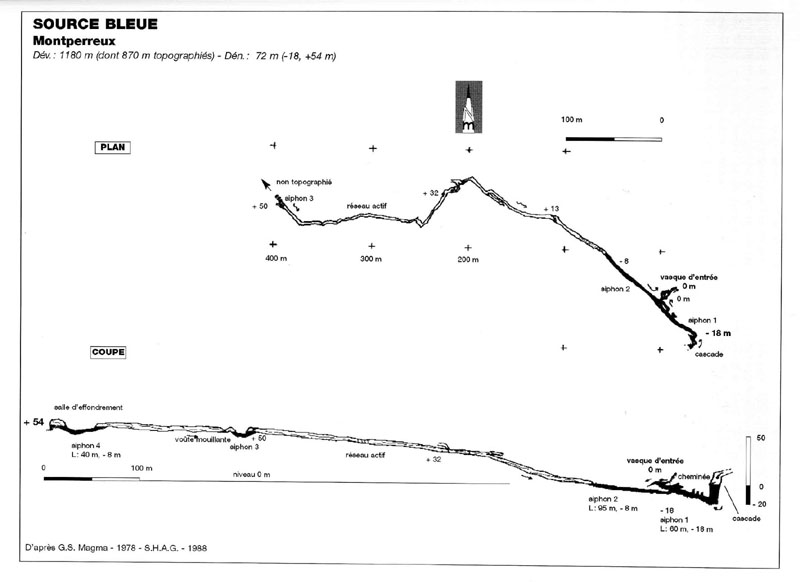 SOURCE BLEUE
Montperreux
Dév.: 1180 m (dont 870 m topographiés) - Dén.: 72 m (-18, +54 m)
100 m 0
PLAN
non topographié
+ 50
siphon 3
réseau actif
+ 32
+ 13
400 m 300 m 200 m
- 8
siphon 2
vasque d'entrée
0 m
0 m
siphon 1
- 18 m
cascade
COUPE
salle d'effondrement
+ 54
siphon 4
L: 40 m, - 8 m
voûte mouillante
siphon 3
+ 50
réseau actif
+ 32
0 100 m
niveau 0 m
vasque d'entrée
0 m
cheminée
siphon 2
L: 95 m, - 8 m
- 18
siphon 1
L: 60 m, - 18 m
cascade
50
0
- 20
D'après G.S. Magma - 1978 - S.H.A.G. - 1988